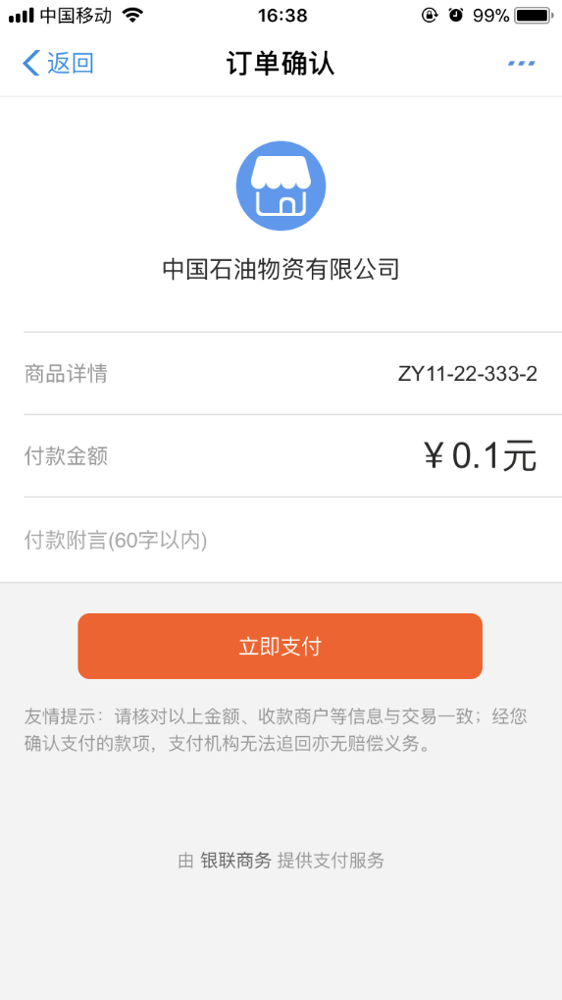 中国移动 16:38 99%
返回 订单确认
中国石油物资有限公司
商品详情 ZY11-22-333-2
付款金额 ￥0.1元
付款附言(60字以内)
立即支付
友情提示：请核对以上金额、收款商户等信息与交易一致；经您
确认支付的款项，支付机构无法追回亦无赔偿义务。
由 银联商务 提供支付服务